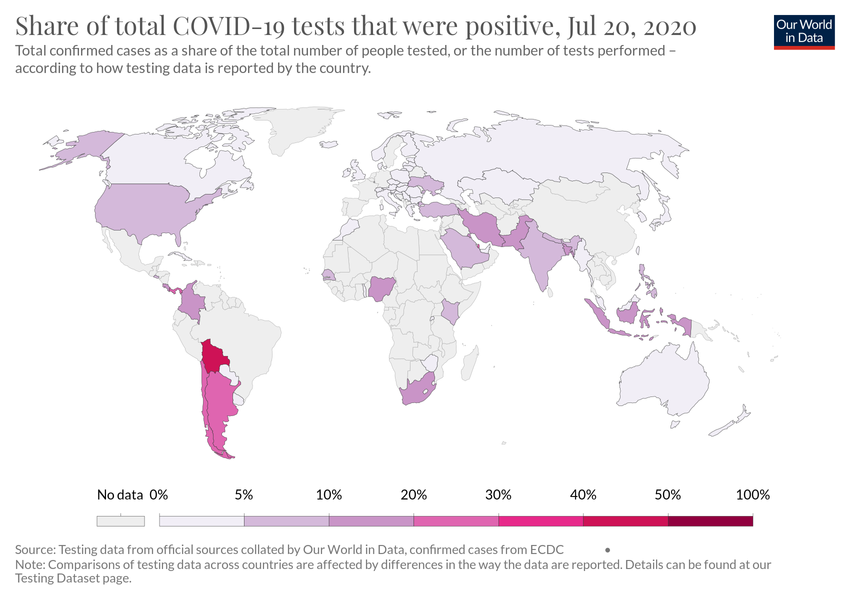 Share of total COVID-19 tests that were positive, Jul 20, 2020
Our World
in Data
Total confirmed cases as a share of the total number of people tested, or the number of tests performed –
according to how testing data is reported by the country.
No data 0% 5% 10% 20% 30% 40% 50% 100%
Source: Testing data from official sources collated by Our World in Data, confirmed cases from ECDC •
Note: Comparisons of testing data across countries are affected by differences in the way the data are reported. Details can be found at our
Testing Dataset page.